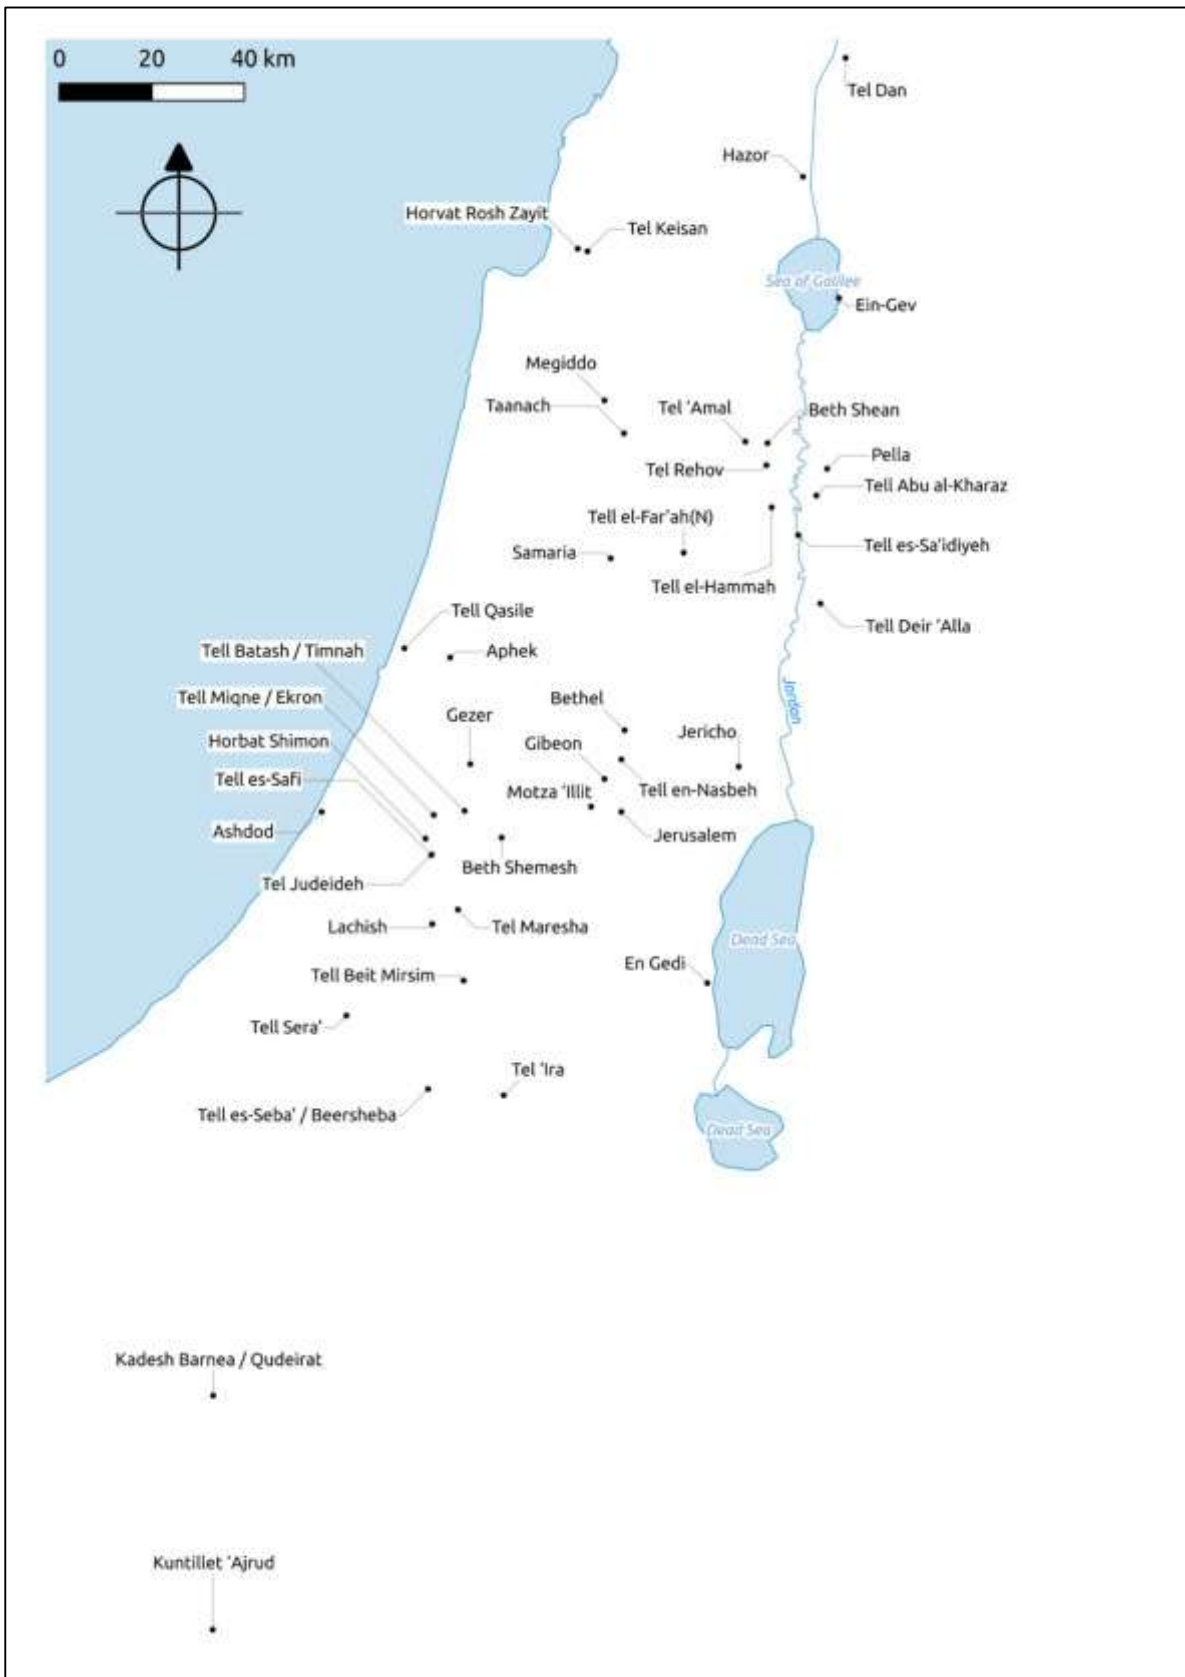 0 20 40 km
Tel Dan
Hazor
Horvat Rosh Zayit
Tel Keisan
Sea of Galilee
Ein-Gev
Megiddo
Taanach
Tel 'Amal
Beth Shean
Pella
Tel Rehov
Tell Abu al-Kharaz
Tell el-Far'ah(N)
Tell es-Sa'idiyeh
Samaria
Tell el-Hammah
Tell Qasile
Tell Deir 'Alla
Tell Batash / Timnah
Aphek
Tell Miqne / Ekron
Bethel
Jordan
Gezer
Jericho
Horbat Shimon
Gibeon
Tell es-Safi
Motza 'Illit
Tell en-Nasbeh
Ashdod
Jerusalem
Beth Shemesh
Tel Judeideh
Lachish
Tel Maresha
Dead Sea
En Gedi
Tell Beit Mirsim
Tell Sera'
Tel 'Ira
Tell es-Seba' / Beersheba
Dead Sea
Kadesh Barnea / Qudeirat
Kuntillet 'Ajrud